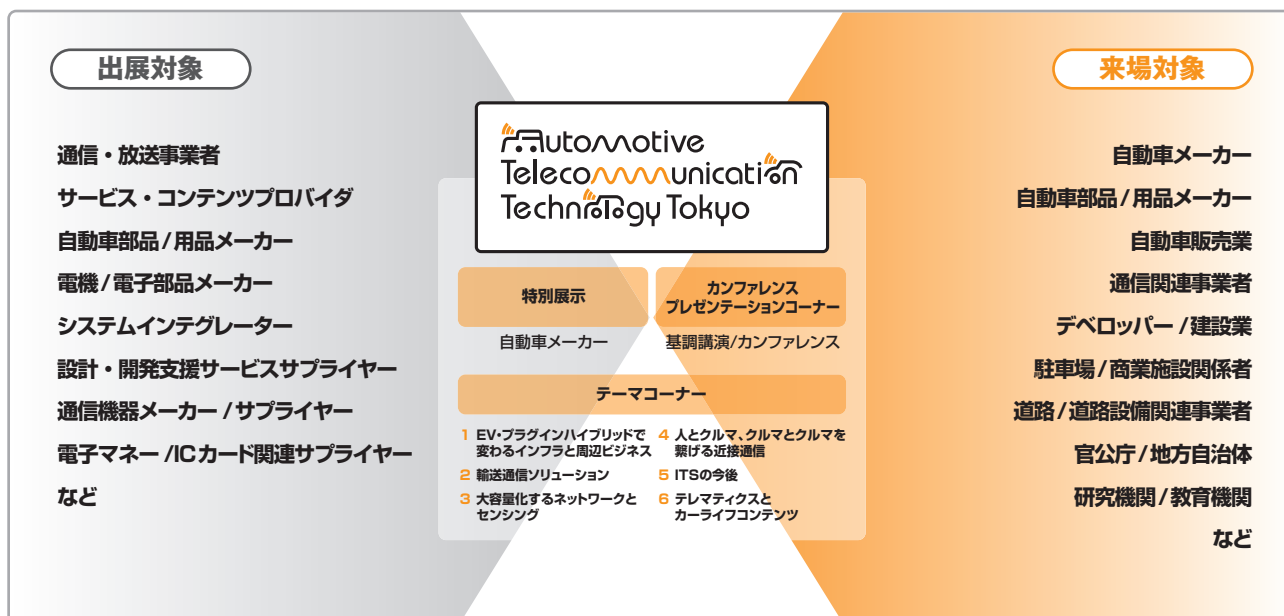 出展対象
通信・放送事業者
サービス・コンテンツプロバイダ
自動車部品/用品メーカー
電機/電子部品メーカー
システムインテグレーター
設計・開発支援サービスサプライヤー
通信機器メーカー/サプライヤー
電子マネー/ICカード関連サプライヤー
など
Automotive
Telecommunication
Technology Tokyo
特別展示
自動車メーカー
カンファレンス
プレゼンテーションコーナー
基調講演/カンファレンス
テーマコーナー
1 EV・プラグインハイブリッドで
変わるインフラと周辺ビジネス
2 輸送通信ソリューション
3 大容量化するネットワークと
センシング
4 人とクルマ、クルマとクルマを
繋げる近接通信
5 ITSの今後
6 テレマティクスと
カーライフコンテンツ
来場対象
自動車メーカー
自動車部品/用品メーカー
自動車販売業
通信関連事業者
デベロッパー/建設業
駐車場/商業施設関係者
道路/道路設備関連事業者
官公庁/地方自治体
研究機関/教育機関
など